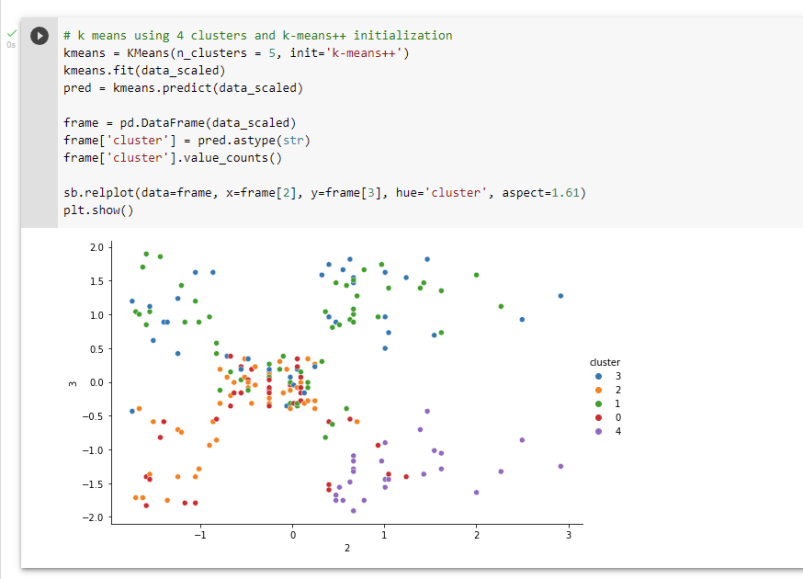 0s
# k means using 4 clusters and k-means++ initialization
kmeans = KMeans(n_clusters = 5, init='k-means++')
kmeans.fit(data_scaled)
pred = kmeans.predict(data_scaled)
frame = pd.DataFrame(data_scaled)
frame['cluster'] = pred.astype(str)
frame['cluster'].value_counts()
sb.relplot(data=frame, x=frame[2], y=frame[3], hue='cluster', aspect=1.61)
plt.show()
2.0
1.5
1.0
0.5
0.0
−0.5
−1.0
−1.5
−2.0
3
−1 0 1 2 3
2
cluster
3
2
1
0
4